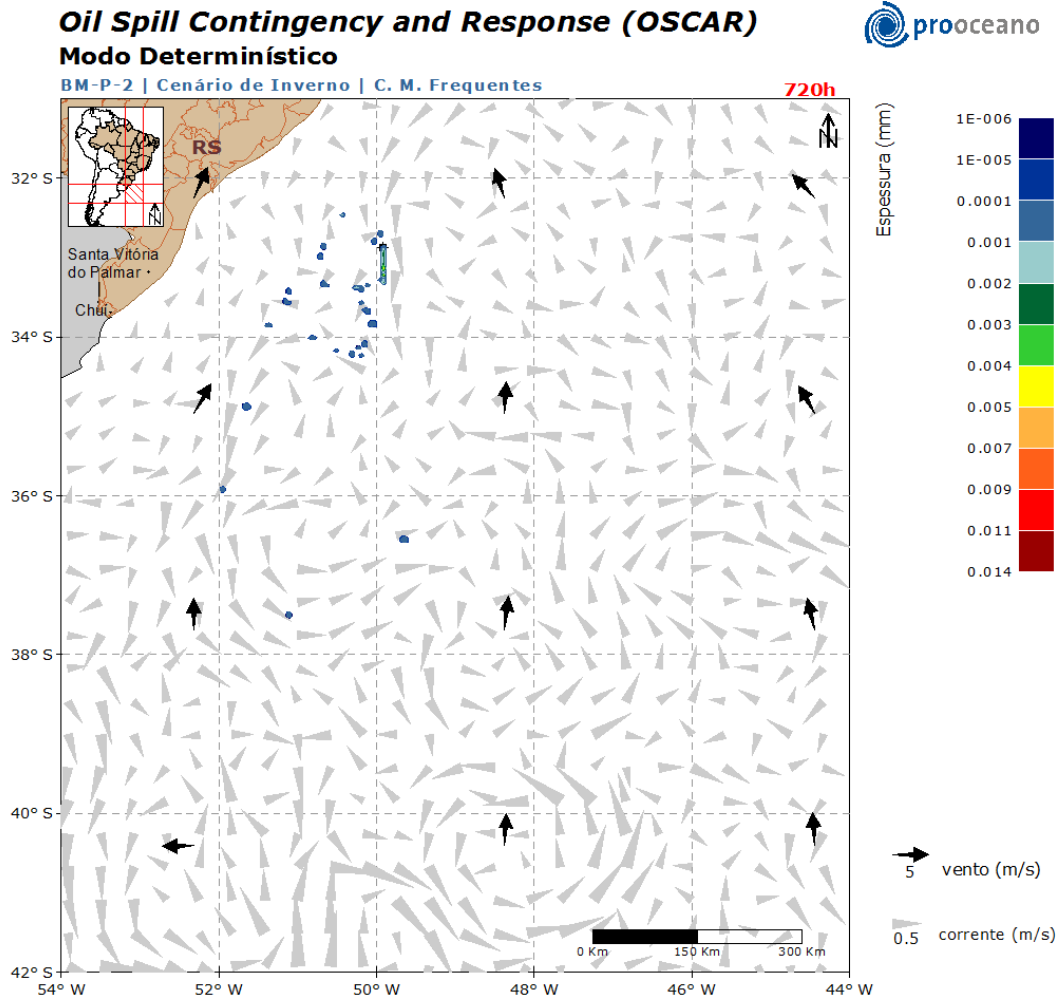 Oil Spill Contingency and Response (OSCAR)
prooceano
Modo Determinístico
BM-P-2 | Cenário de Inverno | C. M. Frequentes
720h
N
N
RS
Santa Vitória
do Palmar
Chuí
32° S
34° S
36° S
38° S
40° S
42° S
54° W
52° W
50° W
48° W
46° W
44° W
0 Km
150 Km
300 Km
Espessura (mm)
1E-006
1E-005
0.0001
0.001
0.002
0.003
0.004
0.005
0.007
0.009
0.011
0.014
5
vento (m/s)
0.5
corrente (m/s)